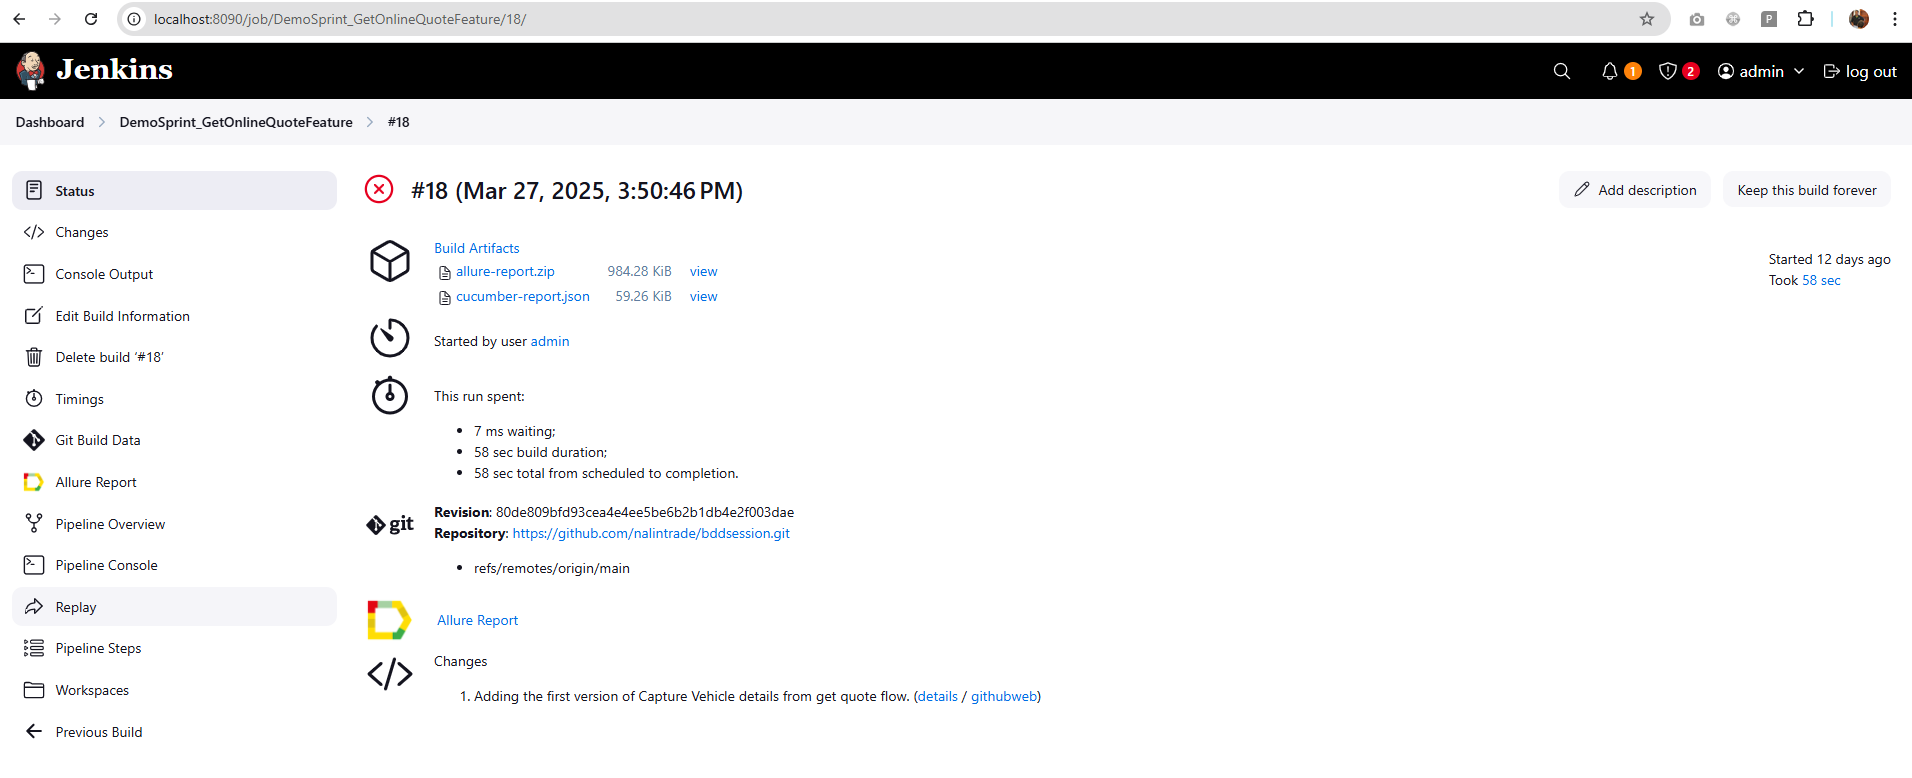 localhost:8090/job/DemoSprint_GetOnlineQuoteFeature/18/
P
Jenkins
1
2
admin
log out
Dashboard
DemoSprint_GetOnlineQuoteFeature
#18
Status
Changes
Console Output
Edit Build Information
Delete build ‘#18’
Timings
Git Build Data
Allure Report
Pipeline Overview
Pipeline Console
Replay
Pipeline Steps
Workspaces
Previous Build
#18 (Mar 27, 2025, 3:50:46 PM)
Add description
Keep this build forever
Started 12 days ago
Took 58 sec
Build Artifacts
allure-report.zip 984.28 KiB view
cucumber-report.json 59.26 KiB view
Started by user admin
This run spent:
7 ms waiting;
58 sec build duration;
58 sec total from scheduled to completion.
git
Revision: 80de809bfd93cea4e4ee5be6b2b1db4e2f003dae
Repository: https://github.com/nalintrade/bddsession.git
refs/remotes/origin/main
Allure Report
Changes
1. Adding the first version of Capture Vehicle details from get quote flow. (details / githubweb)